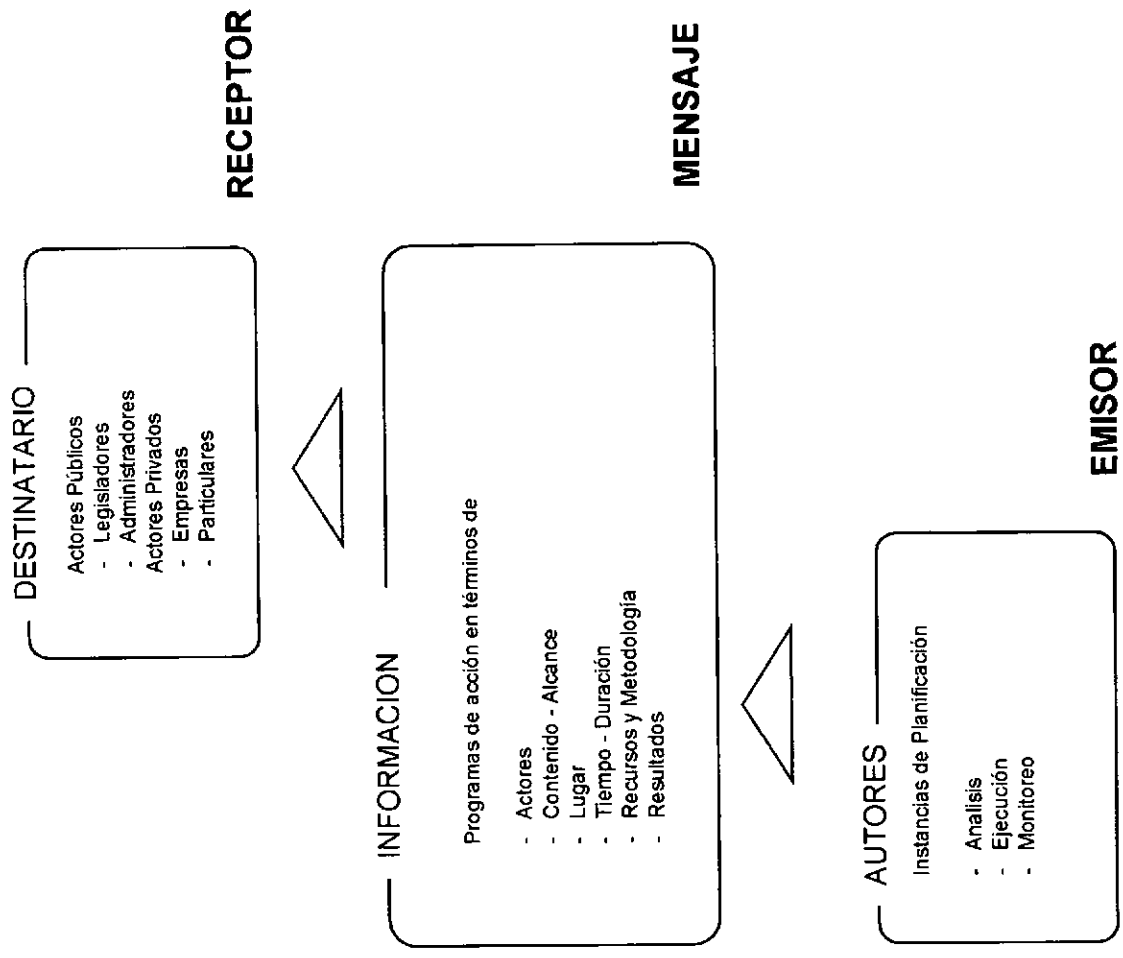 DESTINATARIO
Actores Públicos
- Legisladores
- Administradores
Actores Privados
- Empresas
- Particulares
RECEPTOR
INFORMACION
Programas de acción en términos de
- Actores
- Contenido - Alcance
- Lugar
- Tiempo - Duración
- Recursos y Metodología
- Resultados
MENSAJE
AUTORES
Instancias de Planificación
- Analisis
- Ejecución
- Monitoreo
EMISOR